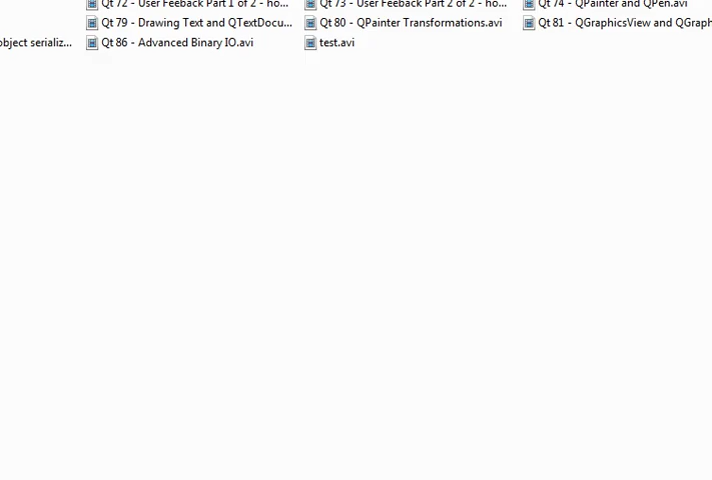 Qt 72 - User Feeback Part 1 of 2 - ho... Qt 73 - User Feeback Part 2 of 2 - ho... Qt 74 - QPainter and QPen.avi
Qt 79 - Drawing Text and QTextDocu... Qt 80 - QPainter Transformations.avi Qt 81 - QGraphicsView and QGraph
object serializ... Qt 86 - Advanced Binary IO.avi test.avi